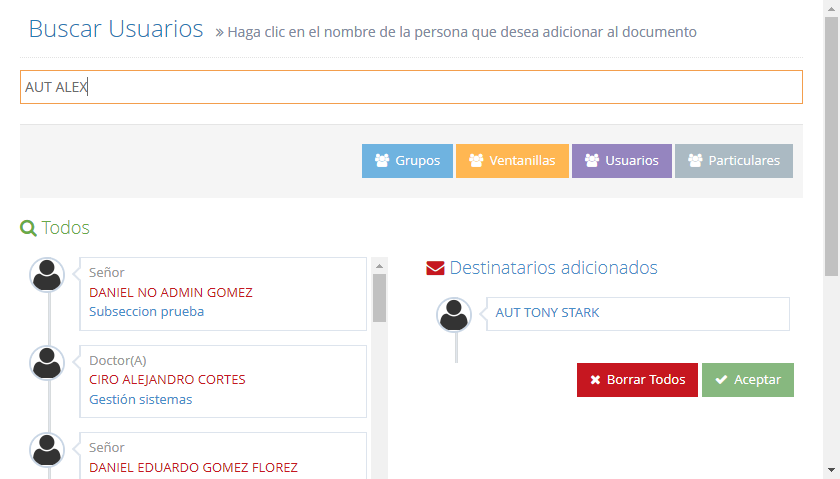 Buscar Usuarios » Haga clic en el nombre de la persona que desea adicionar al documento
AUT ALEX
Grupos Ventanillas Usuarios Particulares
Todos
Señor
DANIEL NO ADMIN GOMEZ
Subseccion prueba
Doctor(A)
CIRO ALEJANDRO CORTES
Gestión sistemas
Señor
DANIEL EDUARDO GOMEZ FLOREZ
Destinatarios adicionados
AUT TONY STARK
Borrar Todos Aceptar